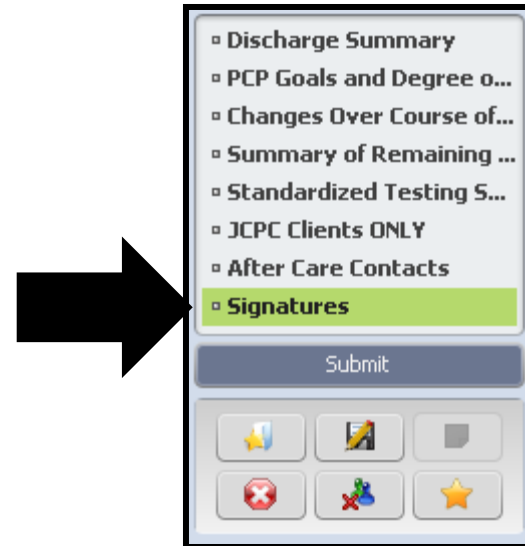 Discharge Summary
PCP Goals and Degree o...
Changes Over Course of...
Summary of Remaining ...
Standardized Testing S...
JCPC Clients ONLY
After Care Contacts
Signatures
Submit